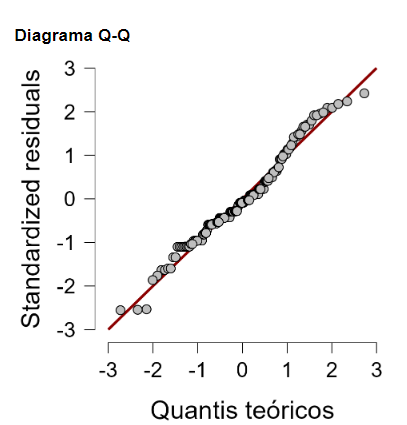 Diagrama Q-Q
Standardized residuals
3
2
1
0
-1
-2
-3
-3 -2 -1 0 1 2 3
Quantis teóricos